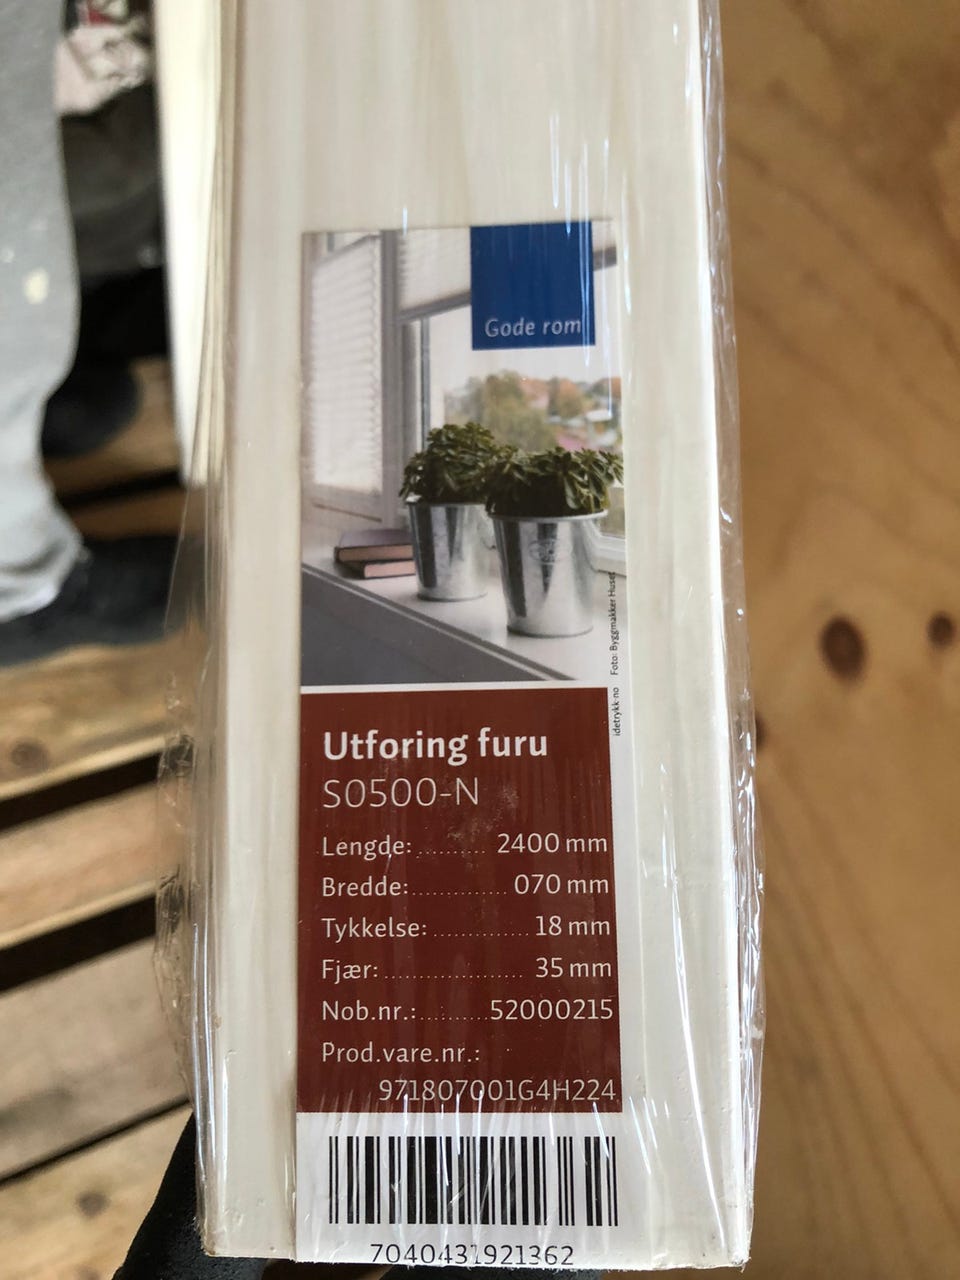 Gode rom
Foto: Byggmakker Huset
idetrykk.no
Utforing furu
S0500-N
Lengde: .......... 2400 mm
Bredde: .............. 070 mm
Tykkelse: .............. 18 mm
Fjær: ..................... 35 mm
Nob.nr.: .......... 52000215
Prod.vare.nr.:
971807001G4H224
7040431921362